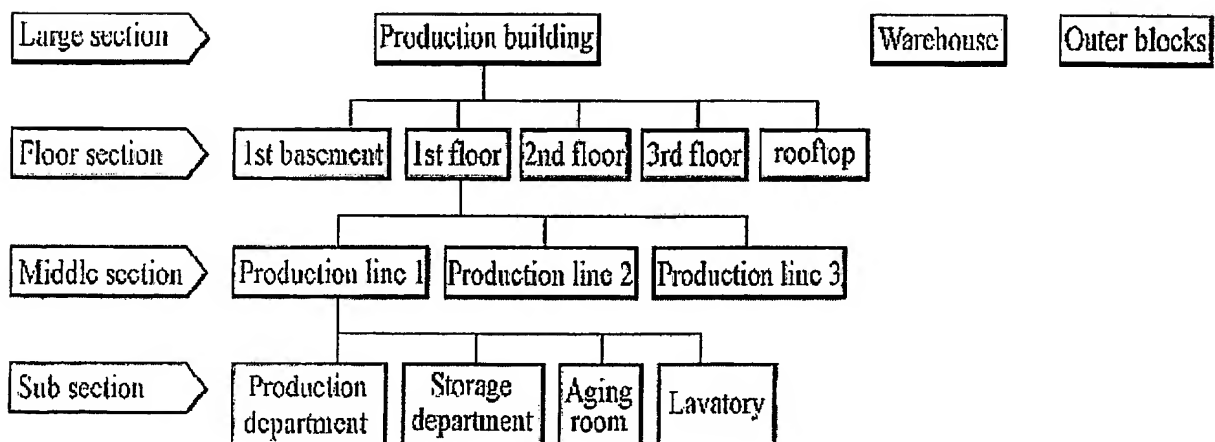 Large section Production building Warehouse Outer blocks
Floor section 1st basement 1st floor 2nd floor 3rd floor rooftop
Middle section Production line 1 Production line 2 Production line 3
Sub section Production department Storage department Aging room Lavatory